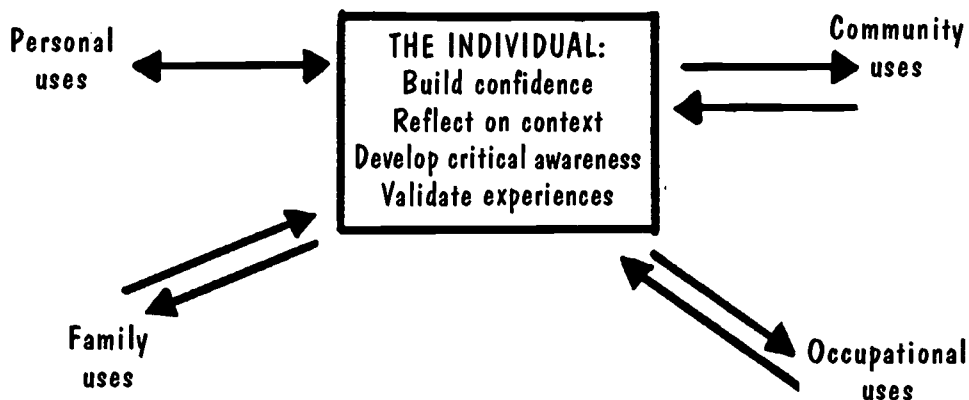 Personal
uses
THE INDIVIDUAL:
Build confidence
Reflect on context
Develop critical awareness
Validate experiences
Community
uses
Family
uses
Occupational
uses